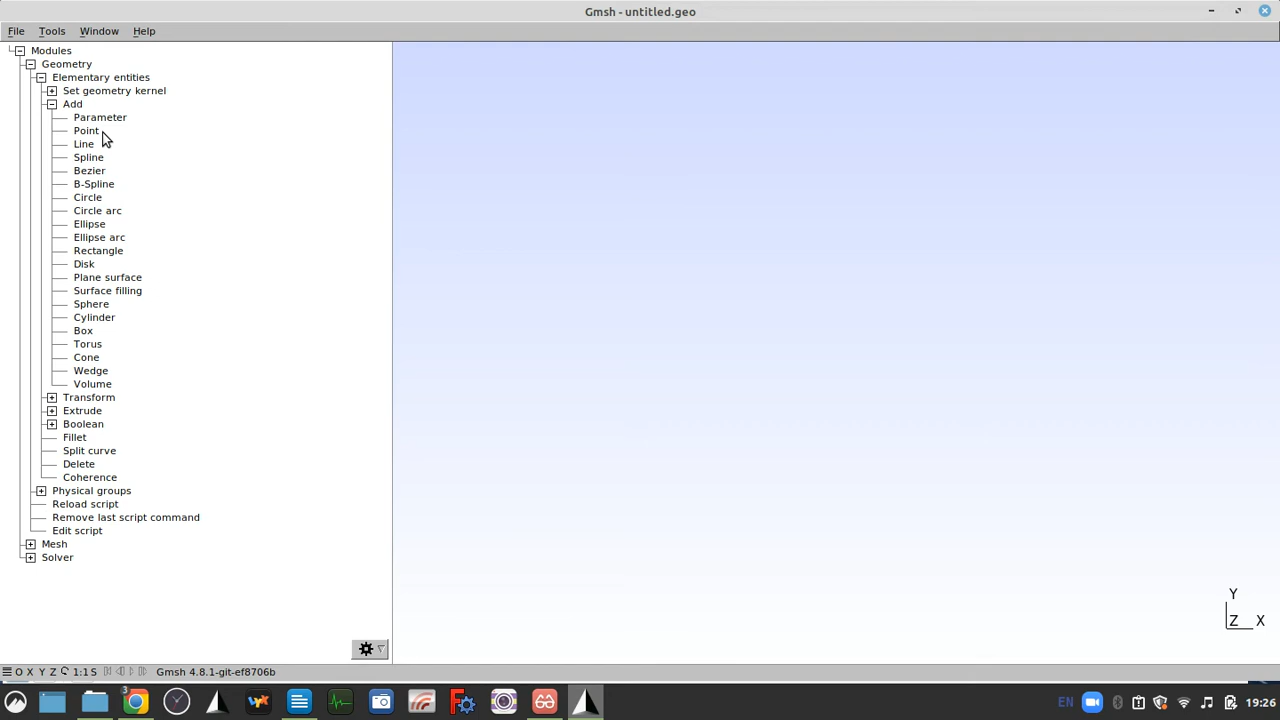 Gmsh - untitled.geo
File Tools Window Help
Modules
Geometry
Elementary entities
Set geometry kernel
Add
Parameter
Point
Line
Spline
Bezier
B-Spline
Circle
Circle arc
Ellipse
Ellipse arc
Rectangle
Disk
Plane surface
Surface filling
Sphere
Cylinder
Box
Torus
Cone
Wedge
Volume
Transform
Extrude
Boolean
Fillet
Split curve
Delete
Coherence
Physical groups
Reload script
Remove last script command
Edit script
Mesh
Solver
Y
Z X
O X Y Z 1:1 S Gmsh 4.8.1-git-ef8706b
3
EN 19:26